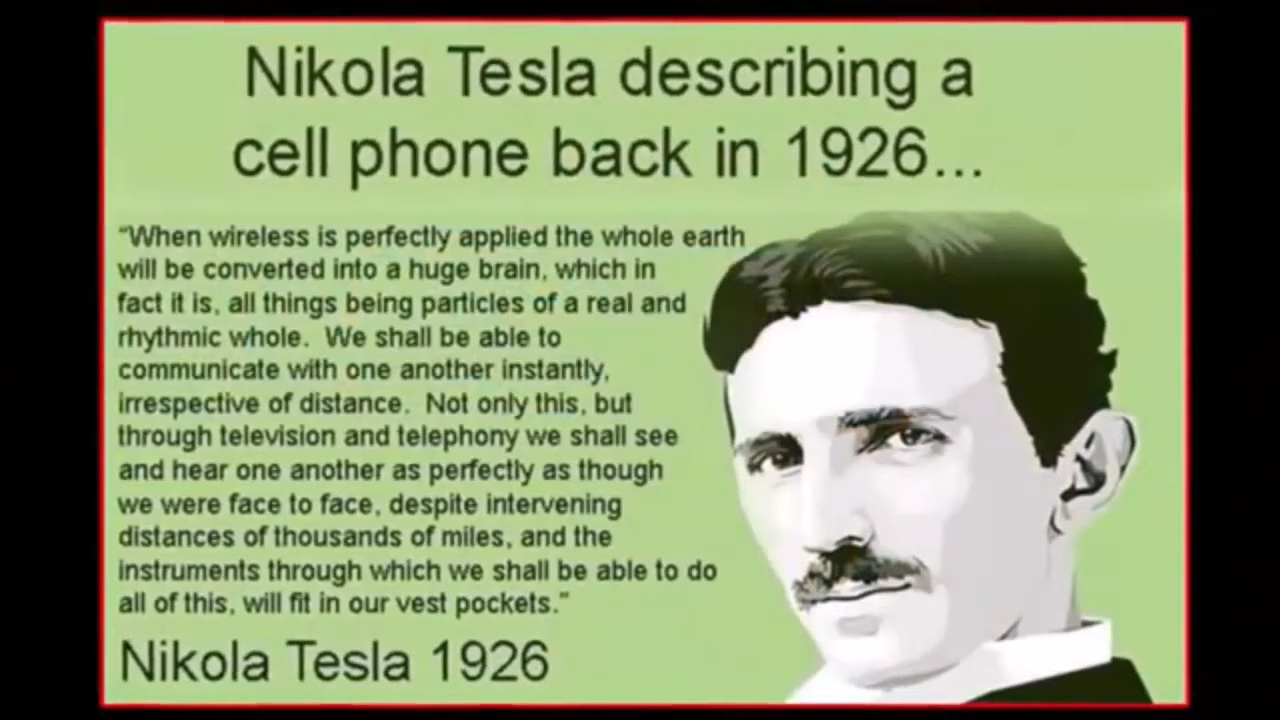 Nikola Tesla describing a
cell phone back in 1926...
“When wireless is perfectly applied the whole earth
will be converted into a huge brain, which in
fact it is, all things being particles of a real and
rhythmic whole.  We shall be able to
communicate with one another instantly,
irrespective of distance.  Not only this, but
through television and telephony we shall see
and hear one another as perfectly as though
we were face to face, despite intervening
distances of thousands of miles, and the
instruments through which we shall be able to do
all of this, will fit in our vest pockets.”
Nikola Tesla 1926